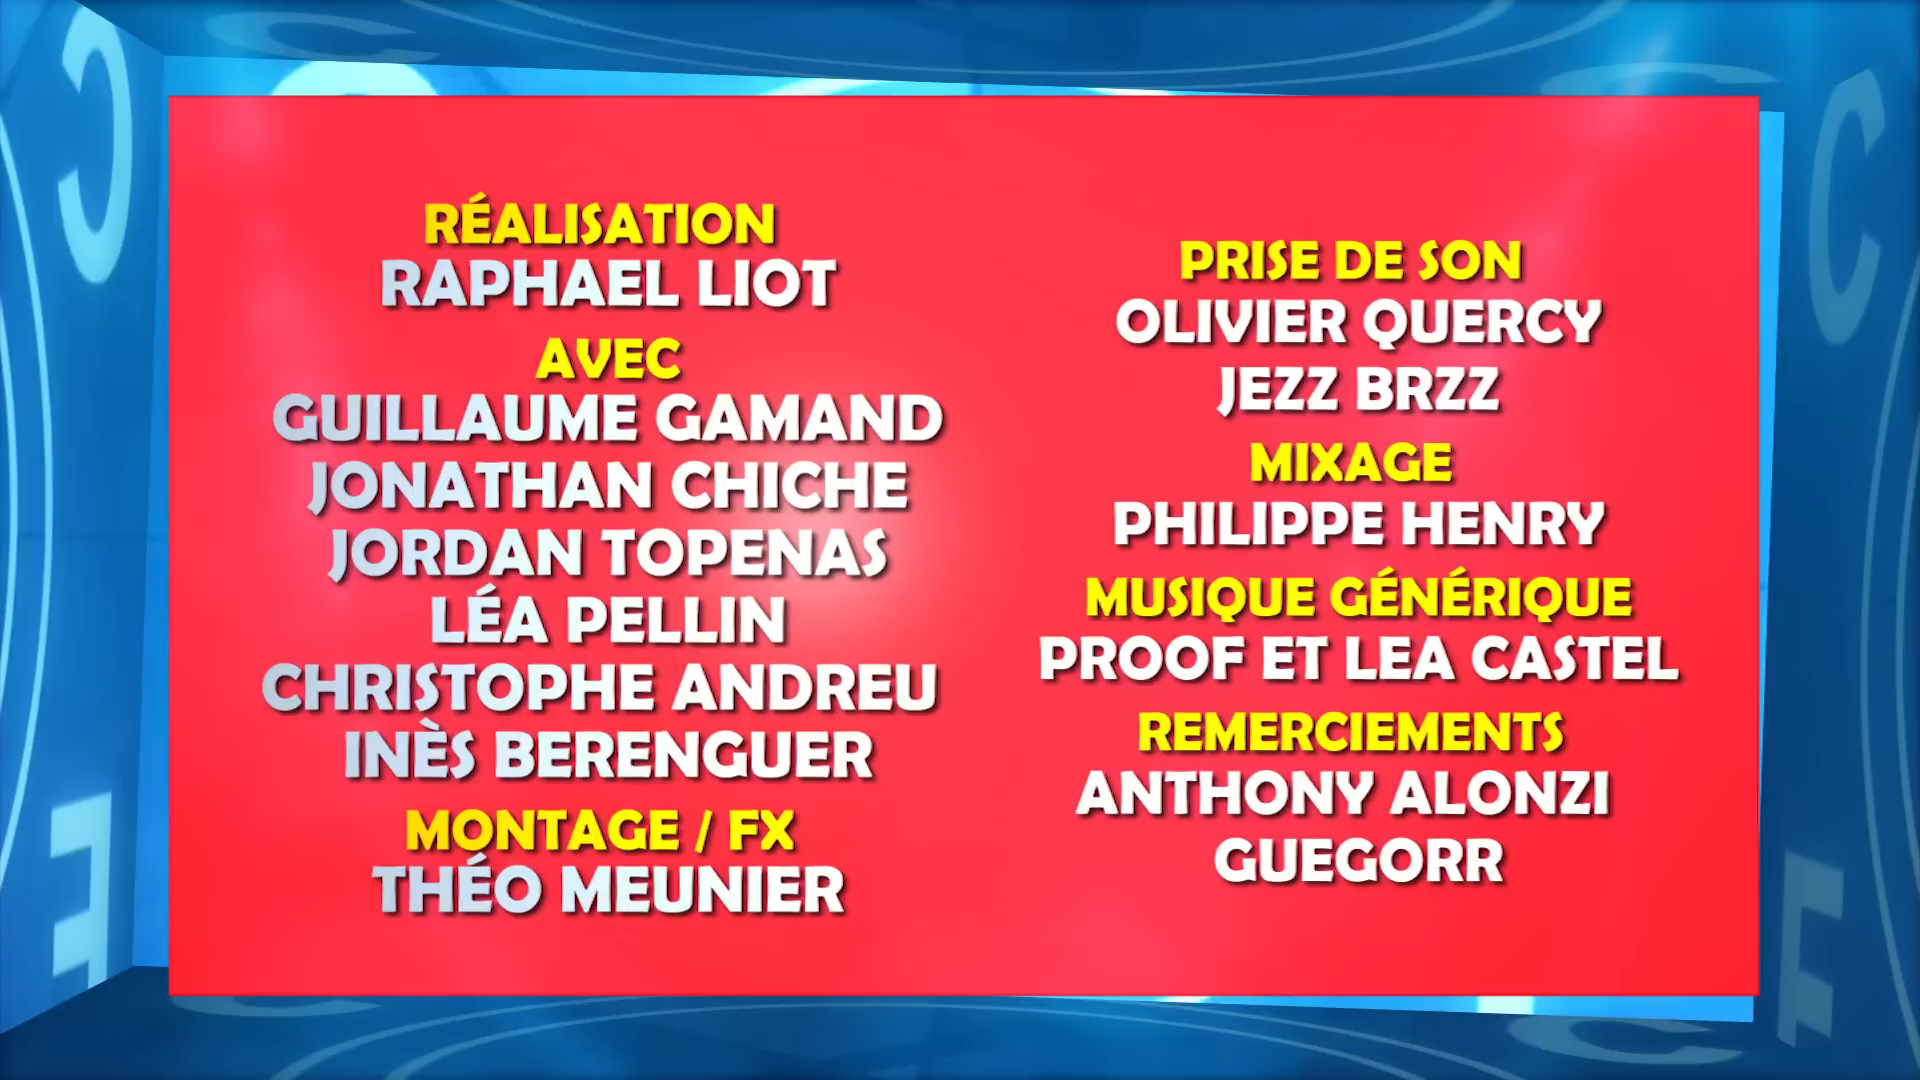 RÉALISATION
RAPHAEL LIOT
AVEC
GUILLAUME GAMAND
JONATHAN CHICHE
JORDAN TOPENAS
LÉA PELLIN
CHRISTOPHE ANDREU
INÈS BERENGUER
MONTAGE / FX
THÉO MEUNIER
PRISE DE SON
OLIVIER QUERCY
JEZZ BRZZ
MIXAGE
PHILIPPE HENRY
MUSIQUE GÉNÉRIQUE
PROOF ET LEA CASTEL
REMERCIEMENTS
ANTHONY ALONZI
GUEGORR